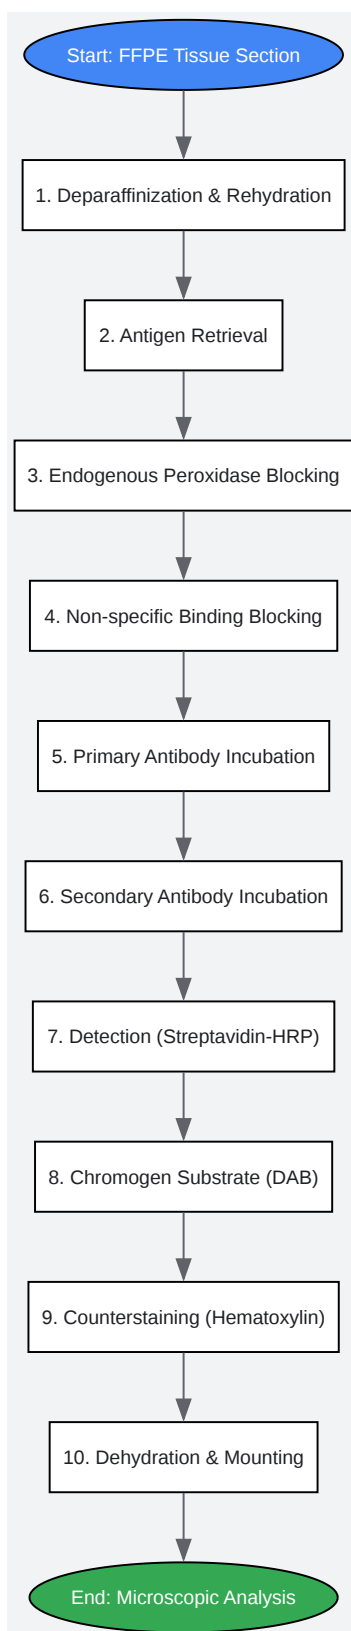 Start: FFPE Tissue Section
1. Deparaffinization & Rehydration
2. Antigen Retrieval
3. Endogenous Peroxidase Blocking
4. Non-specific Binding Blocking
5. Primary Antibody Incubation
6. Secondary Antibody Incubation
7. Detection (Streptavidin-HRP)
8. Chromogen Substrate (DAB)
9. Counterstaining (Hematoxylin)
10. Dehydration & Mounting
End: Microscopic Analysis